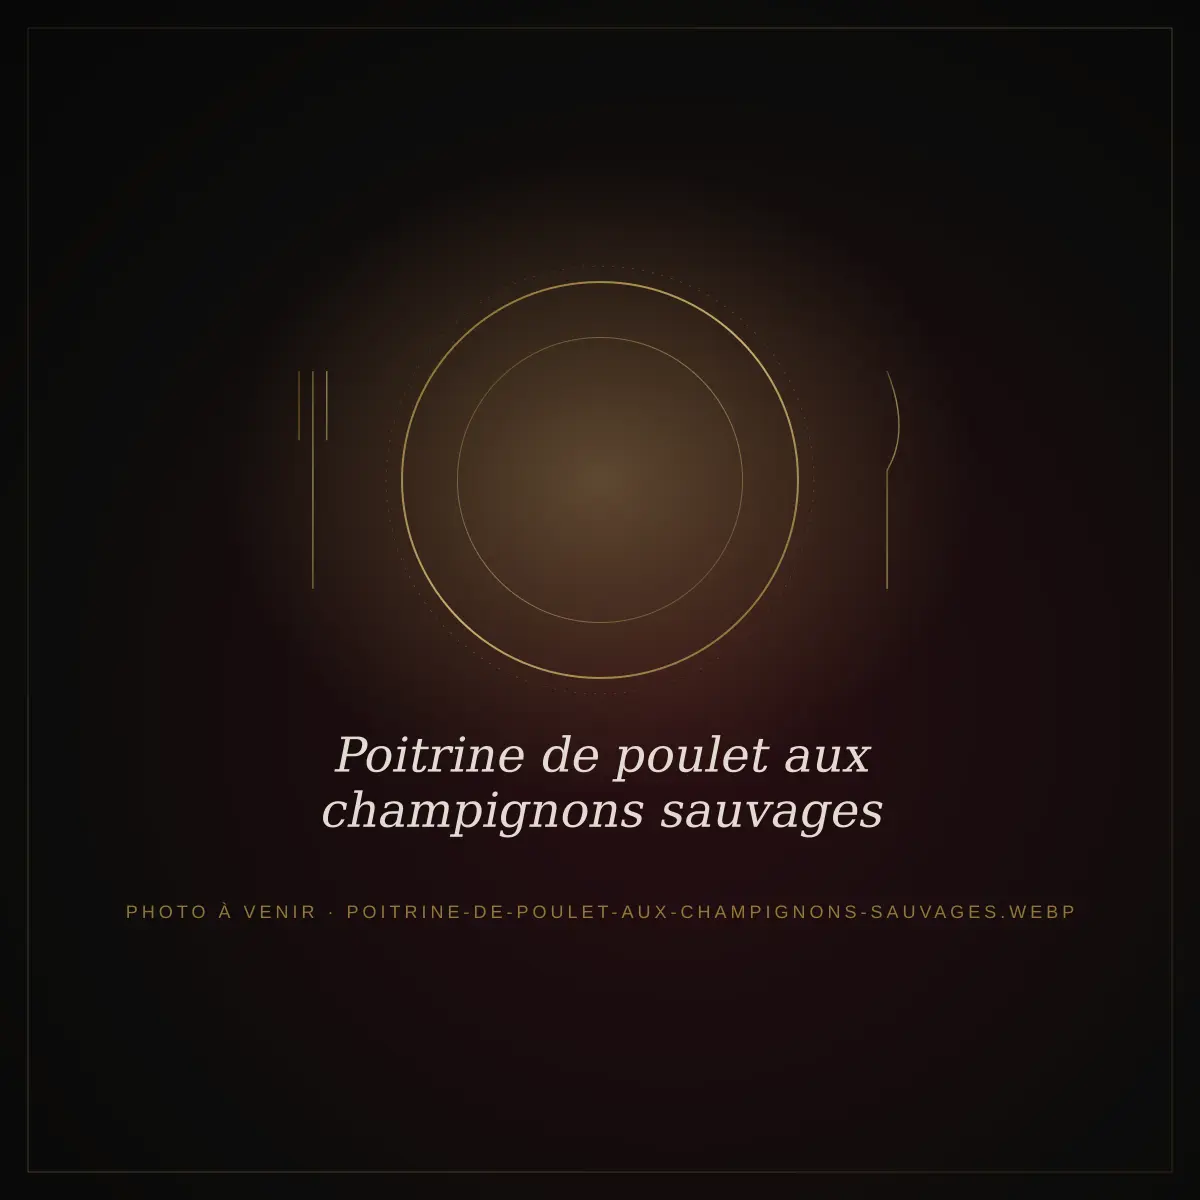 Poitrine de poulet aux
champignons sauvages
PHOTO À VENIR · POITRINE-DE-POULET-AUX-CHAMPIGNONS-SAUVAGES.WEBP